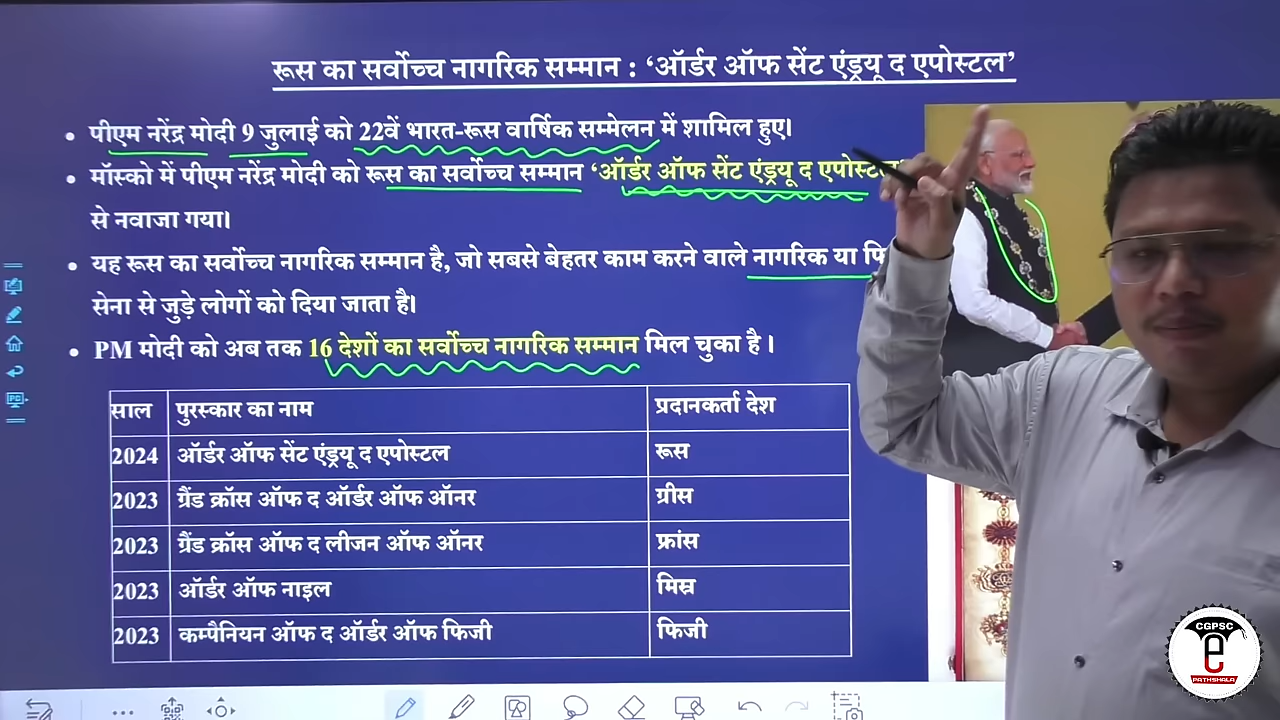 रूस का सर्वोच्च नागरिक सम्मान : ‘ऑर्डर ऑफ सेंट एंड्रयू द एपोस्टल’
• पीएम नरेंद्र मोदी 9 जुलाई को 22वें भारत-रूस वार्षिक सम्मेलन में शामिल हुए।
• मॉस्को में पीएम नरेंद्र मोदी को रूस का सर्वोच्च सम्मान ‘ऑर्डर ऑफ सेंट एंड्रयू द
से नवाजा गया।
• यह रूस का सर्वोच्च नागरिक सम्मान है, जो सबसे बेहतर काम करने वाले नागरिक या
सेना से जुड़े लोगों को दिया जाता है।
• PM मोदी को अब तक 16 देशों का सर्वोच्च नागरिक सम्मान मिल चुका है ।
साल पुरस्कार का नाम प्रदानकर्ता देश
2024 ऑर्डर ऑफ सेंट एंड्रयू द एपोस्टल रूस
2023 ग्रैंड क्रॉस ऑफ द ऑर्डर ऑफ ऑनर ग्रीस
2023 ग्रैंड क्रॉस ऑफ द लीजन ऑफ ऑनर फ्रांस
2023 ऑर्डर ऑफ नाइल मिस्र
2023 कम्पैनियन ऑफ द ऑर्डर ऑफ फिजी फिजी
CGPSC
e
PATHSHALA